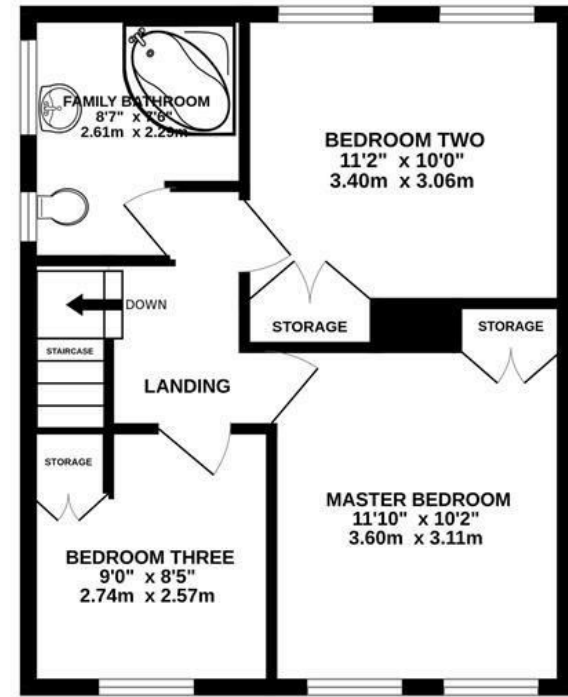 FAMILY BATHROOM
8'7" x 7'6"
2.61m x 2.29m
BEDROOM TWO
11'2" x 10'0"
3.40m x 3.06m
DOWN
STORAGE
STORAGE
STAIRCASE
LANDING
STORAGE
MASTER BEDROOM
11'10" x 10'2"
3.60m x 3.11m
BEDROOM THREE
9'0" x 8'5"
2.74m x 2.57m